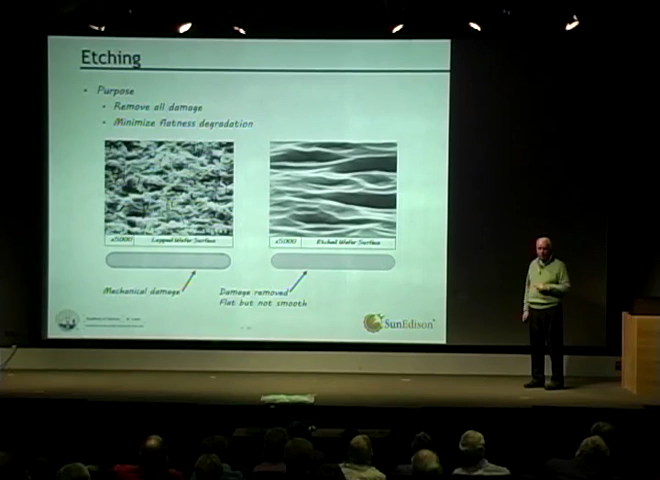 Etching
• Purpose
• Remove all damage
• Minimize flatness degradation
x5000 Lapped Wafer Surface
x5000 Etched Wafer Surface
Mechanical damage
Damage removed
Flat but not smooth
SunEdison